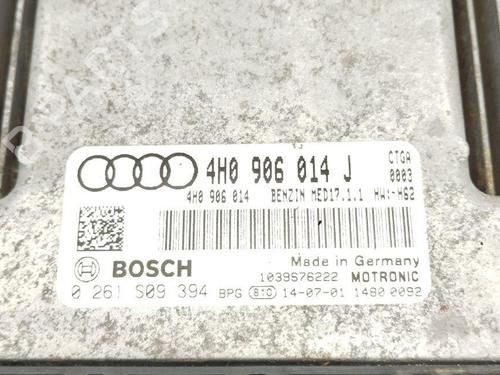 4H0 906 014 J CTGA 0003
4H0 906 014 BENZIN MED17.1.1 HW:-H62
BOSCH Made in Germany
1039S76222 MOTRONIC
0 261 S09 394 BPG 14-07-01 1480 0092